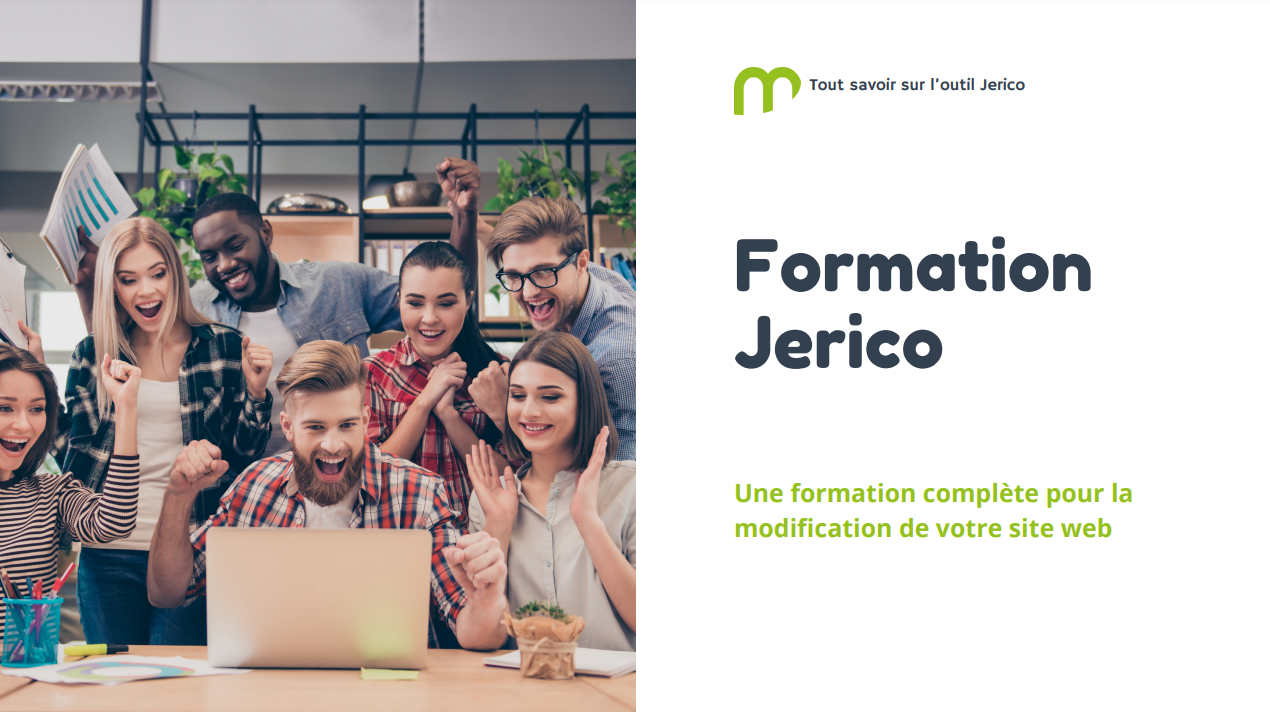 Tout savoir sur l'outil Jerico
Formation
Jerico
Une formation complète pour la
modification de votre site web